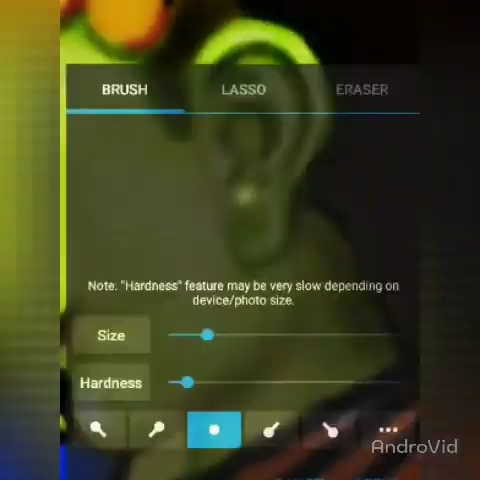 BRUSH LASSO ERASER
Note: "Hardness" feature may be very slow depending on
device/photo size.
Size
Hardness
AndroVid